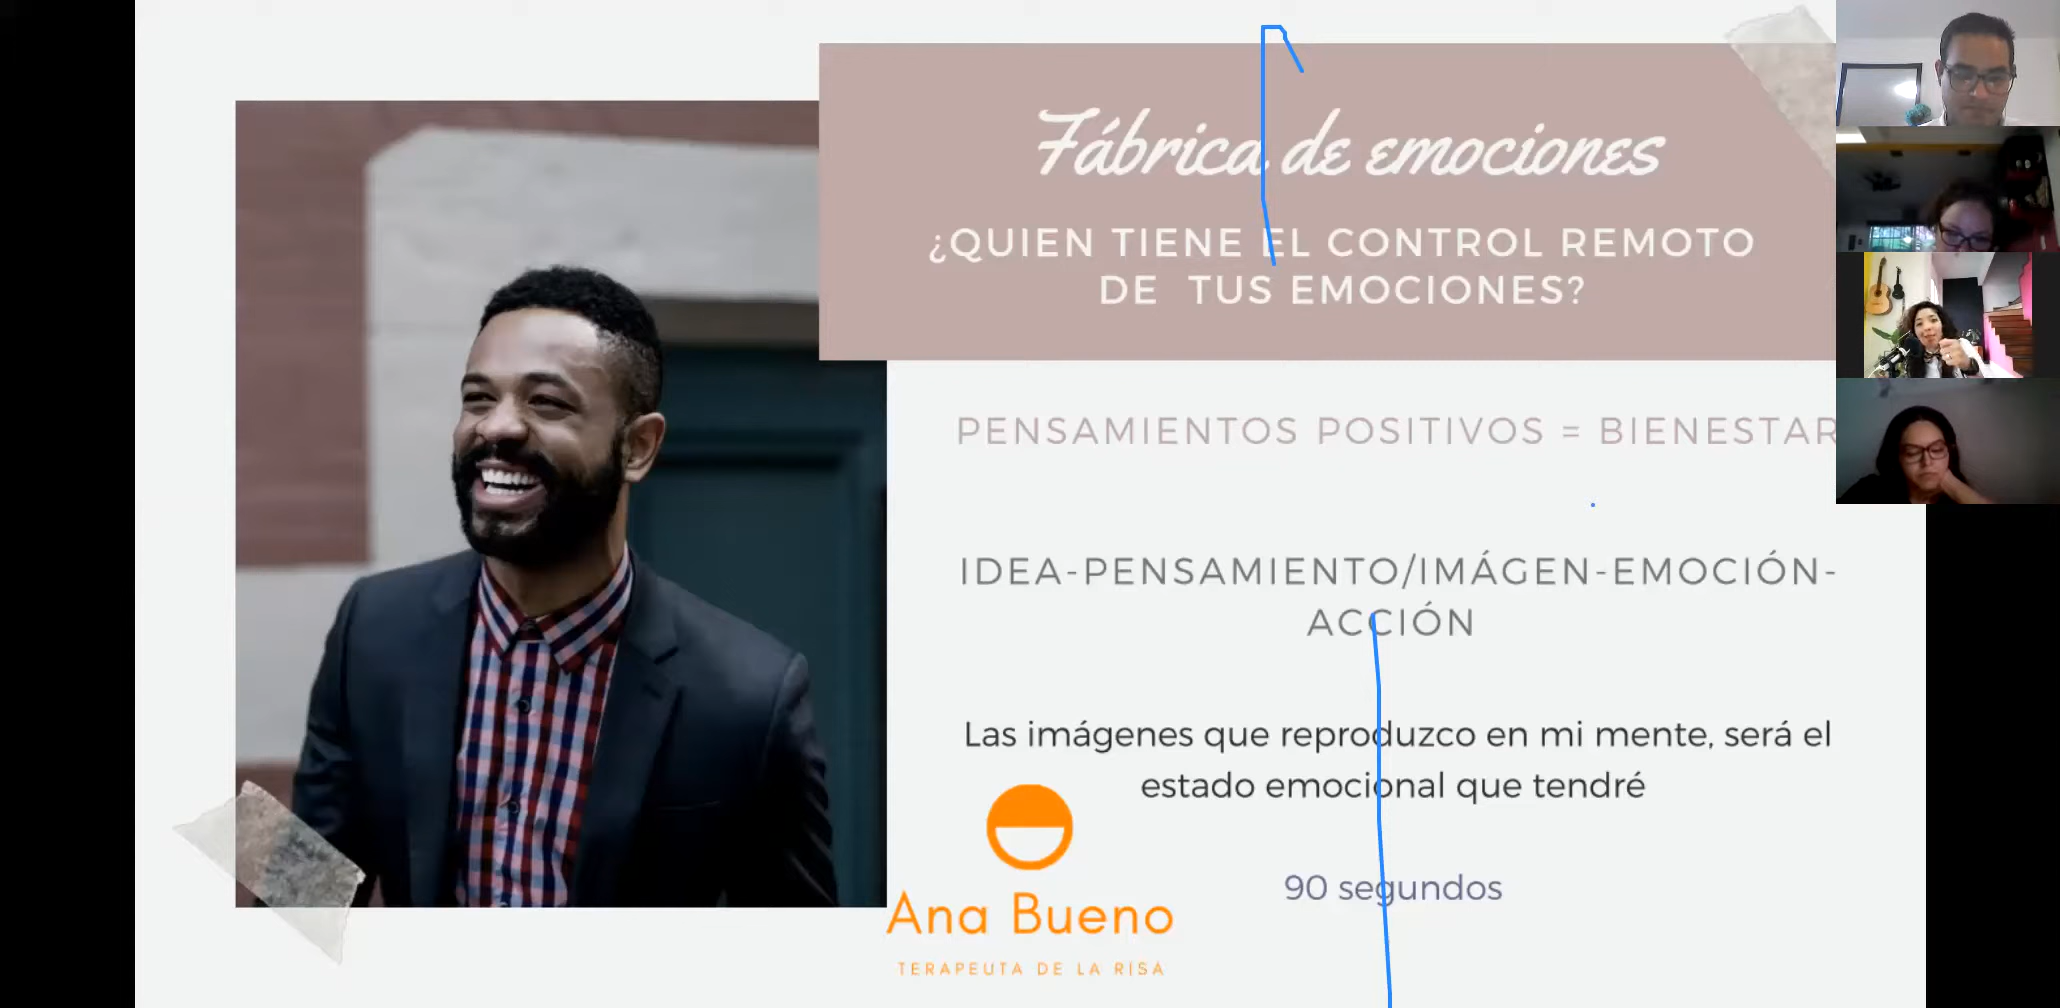 Fábrica de emociones
¿QUIEN TIENE EL CONTROL REMOTO
DE TUS EMOCIONES?
PENSAMIENTOS POSITIVOS = BIENESTAR
IDEA-PENSAMIENTO/IMÁGEN-EMOCIÓN-
ACCIÓN
Las imágenes que reproduzco en mi mente, será el
estado emocional que tendré
90 segundos
Ana Bueno
TERAPEUTA DE LA RISA